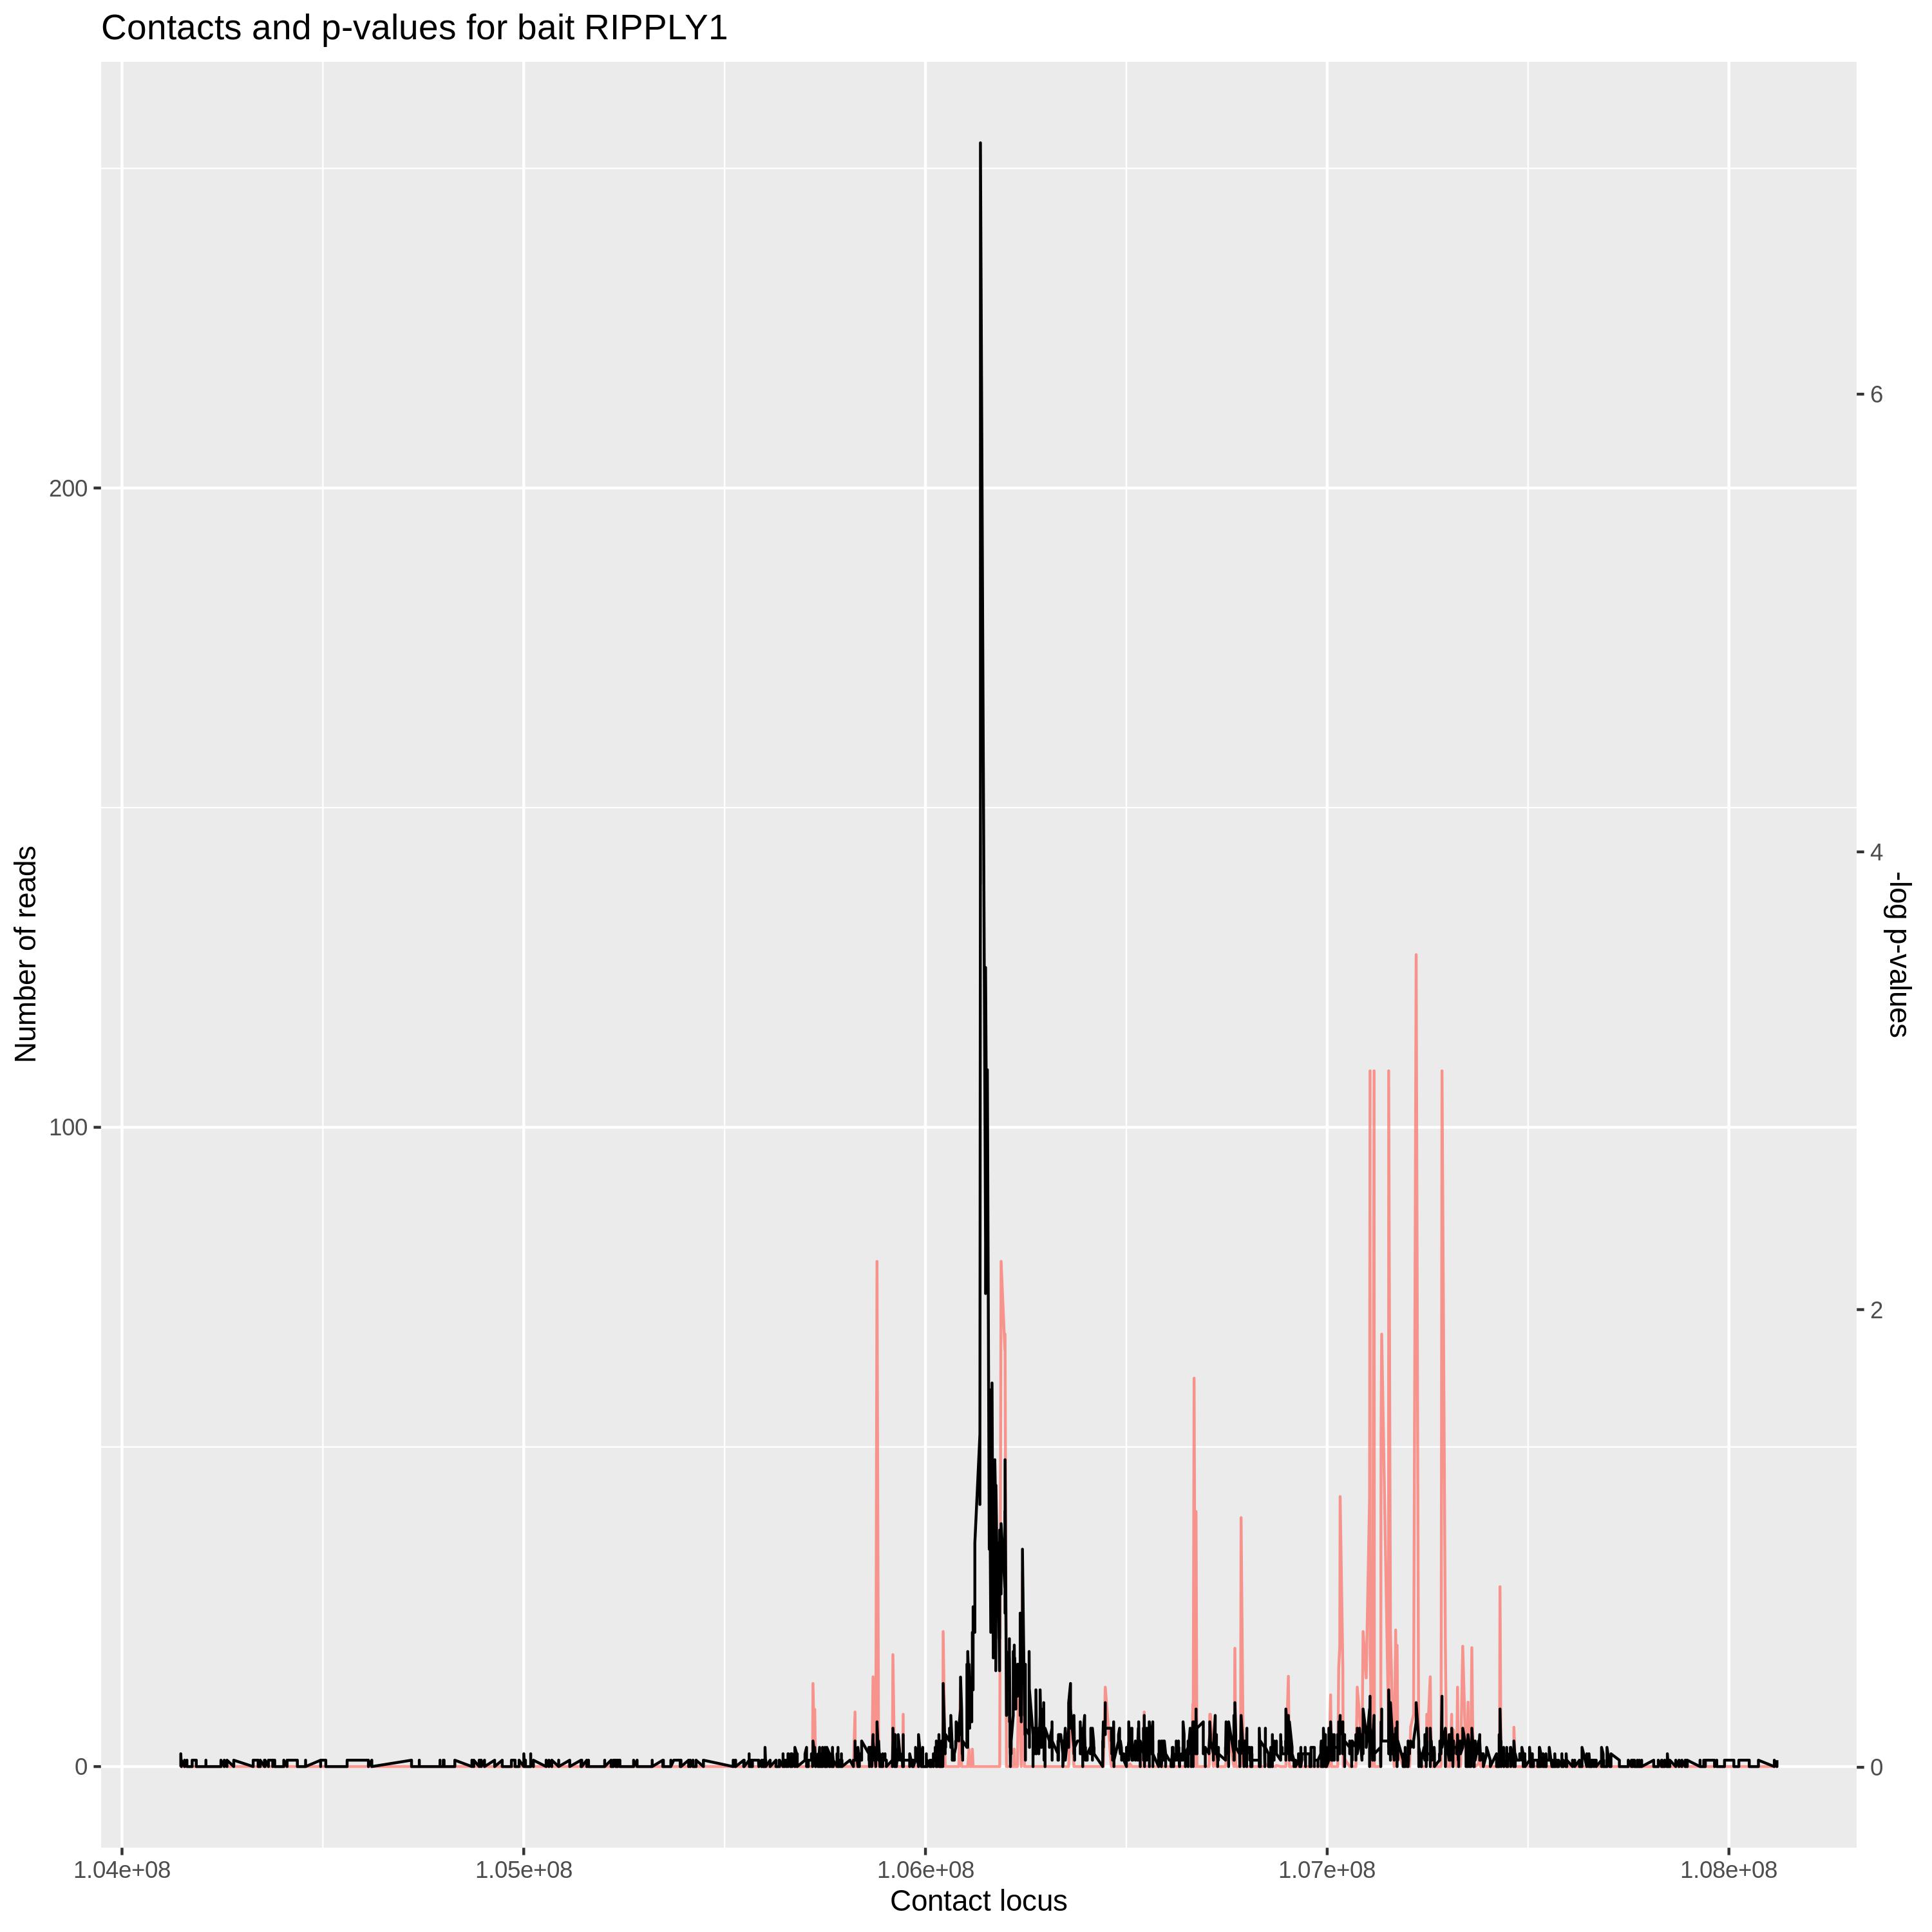 Contacts and p-values for bait RIPPLY1
Number of reads
200
100
0
6
4
2
0
-log p-values
1.04e+08
1.05e+08
1.06e+08
1.07e+08
1.08e+08
Contact locus